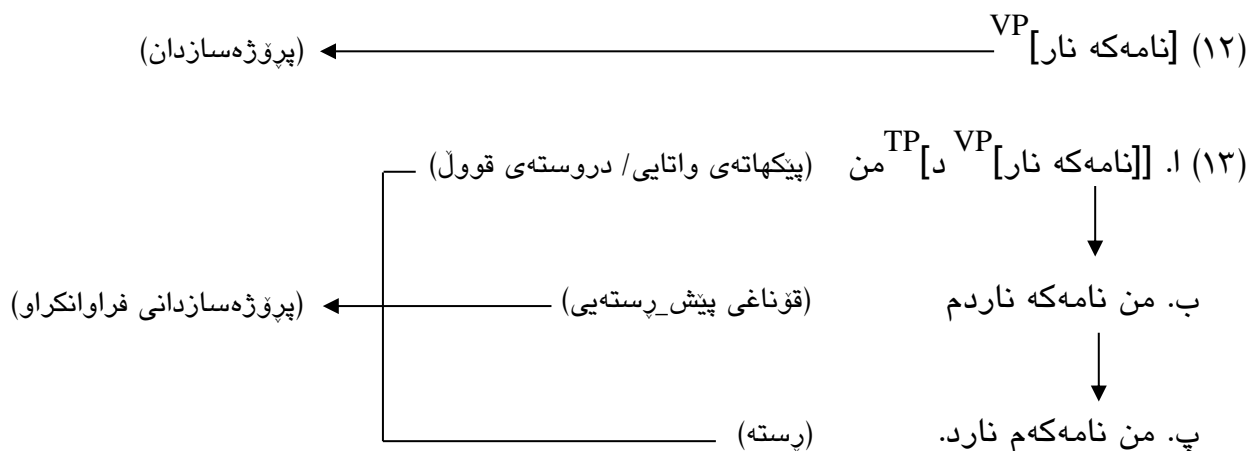 (١٢) [نامەکە نار]VP (پڕۆژەسازدان)
(١٣) ا. [[نامەکە نار]VP د]TP من (پێکهاتەی واتایی/ دروستەی قووڵ)
ب. من نامەکە ناردم (قۆناغی پێش_ڕستەیی) (پڕۆژەسازدانی فراوانکراو)
پ. من نامەکەم نارد. (ڕستە)